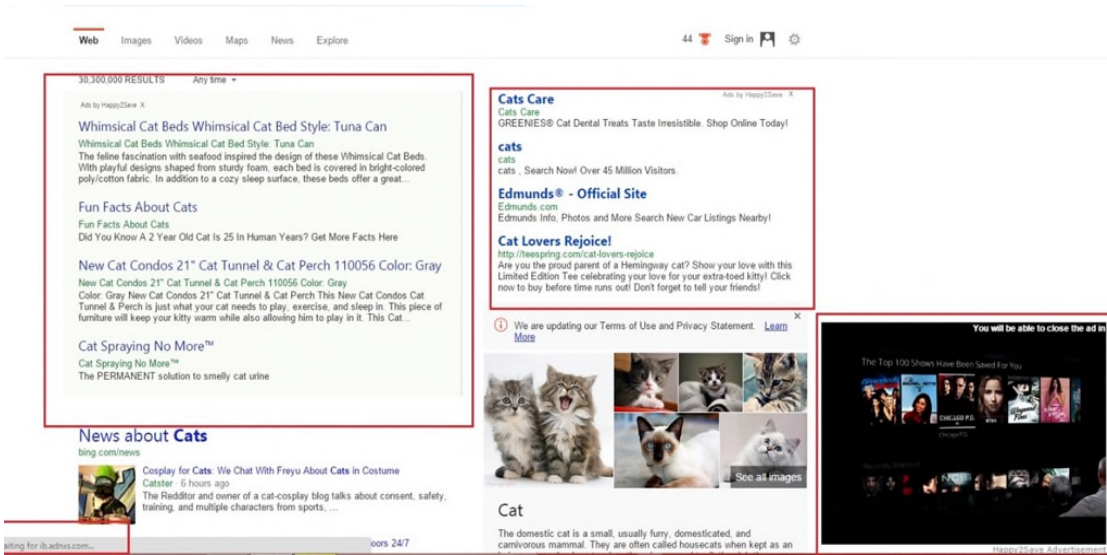 Web Images Videos Maps News Explore
44 Sign in
30,300,000 RESULTS Any time
Ads by Happy2Save X
Whimsical Cat Beds Whimsical Cat Bed Style: Tuna Can
Whimsical Cat Beds Whimsical Cat Bed Style: Tuna Can
The feline fascination with seafood inspired the design of these Whimsical Cat Beds.
With playful designs shaped from sturdy foam, each bed is covered in bright-colored
poly/cotton fabric. In addition to a cozy sleep surface, these beds offer a great...
Fun Facts About Cats
Fun Facts About Cats
Did You Know A 2 Year Old Cat Is 25 In Human Years? Get More Facts Here
New Cat Condos 21" Cat Tunnel & Cat Perch 110056 Color: Gray
New Cat Condos 21" Cat Tunnel & Cat Perch 110056 Color: Gray
Color: Gray New Cat Condos 21" Cat Tunnel & Cat Perch This New Cat Condos Cat
Tunnel & Perch is just what your cat needs to play, exercise, and sleep in. This piece of
furniture will keep your kitty warm while also allowing him to play in it. This Cat...
Cat Spraying No More™
Cat Spraying No More™
The PERMANENT solution to smelly cat urine
News about Cats
bing.com/news
Cosplay for Cats: We Chat With Freyu About Cats in Costume
Catster · 6 hours ago
The Redditor and owner of a cat-cosplay blog talks about consent, safety,
training, and multiple characters from sports, ...
oors 24/7
aiting for ib.adnxs.com...
Ads by Happy2Save X
Cats Care
Cats Care
GREENIES® Cat Dental Treats Taste Irresistible. Shop Online Today!
cats
cats
cats , Search Now! Over 45 Million Visitors.
Edmunds® - Official Site
Edmunds.com
Edmunds Info, Photos and More Search New Car Listings Nearby!
Cat Lovers Rejoice!
http://teespring.com/cat-lovers-rejoice
Are you the proud parent of a Hemingway cat? Show your love with this
Limited Edition Tee celebrating your love for your extra-toed kitty! Click
now to buy before time runs out! Don't forget to tell your friends!
We are updating our Terms of Use and Privacy Statement. Learn
More
See all images
Cat
The domestic cat is a small, usually furry, domesticated, and
carnivorous mammal. They are often called housecats when kept as an
You will be able to close the ad in
The Top 100 Shows Have Been Saved For You
CHICAGO P.D.
Chicago P.D.
Recently Watched
NCIS
Happy2Save Advertisement